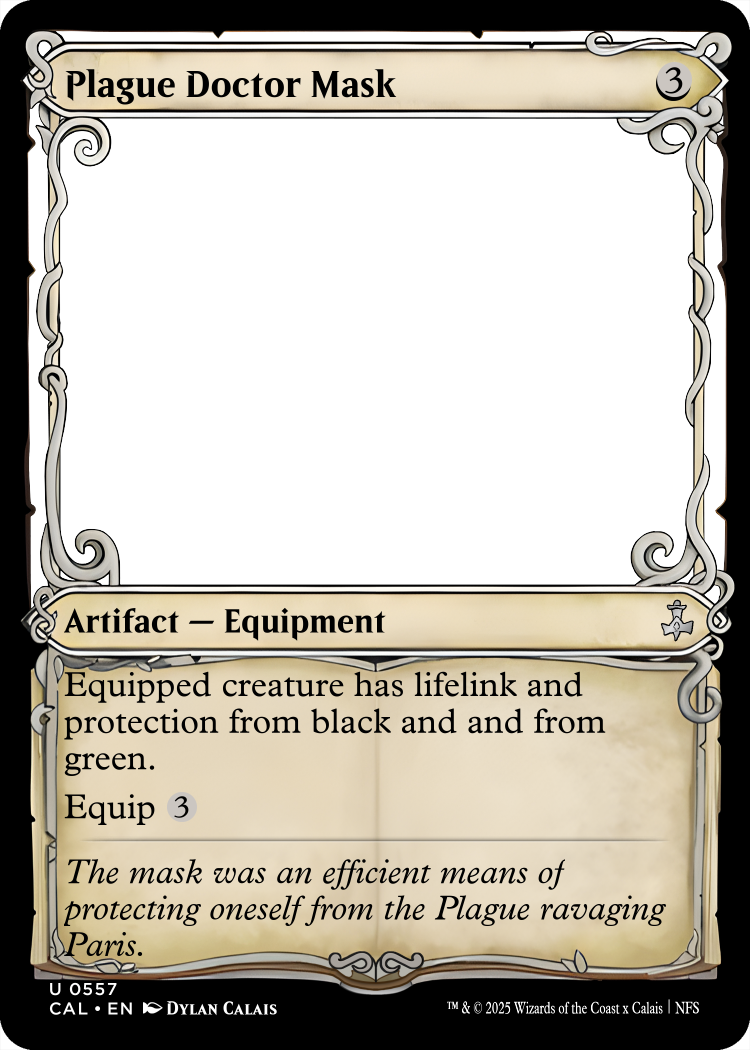 Plague Doctor Mask 3
Artifact — Equipment
Equipped creature has lifelink and
protection from black and and from
green.
Equip 3
The mask was an efficient means of
protecting oneself from the Plague ravaging
Paris.
U 0557
CAL • EN Dylan Calais
™ & © 2025 Wizards of the Coast x Calais | NFS